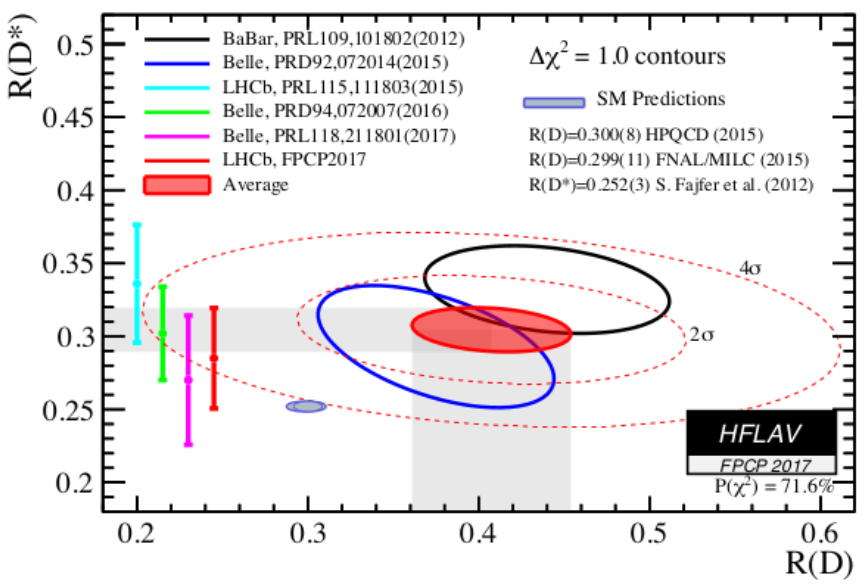 R(D*)
0.5
0.45
0.4
0.35
0.3
0.25
0.2
BaBar, PRL109,101802(2012)
Belle, PRD92,072014(2015)
LHCb, PRL115,111803(2015)
Belle, PRD94,072007(2016)
Belle, PRL118,211801(2017)
LHCb, FPCP2017
Average
Δχ² = 1.0 contours
SM Predictions
R(D)=0.300(8) HPQCD (2015)
R(D)=0.299(11) FNAL/MILC (2015)
R(D*)=0.252(3) S. Fajfer et al. (2012)
4σ
2σ
HFLAV
FPCP 2017
P(χ²) = 71.6%
0.2
0.3
0.4
0.5
0.6
R(D)